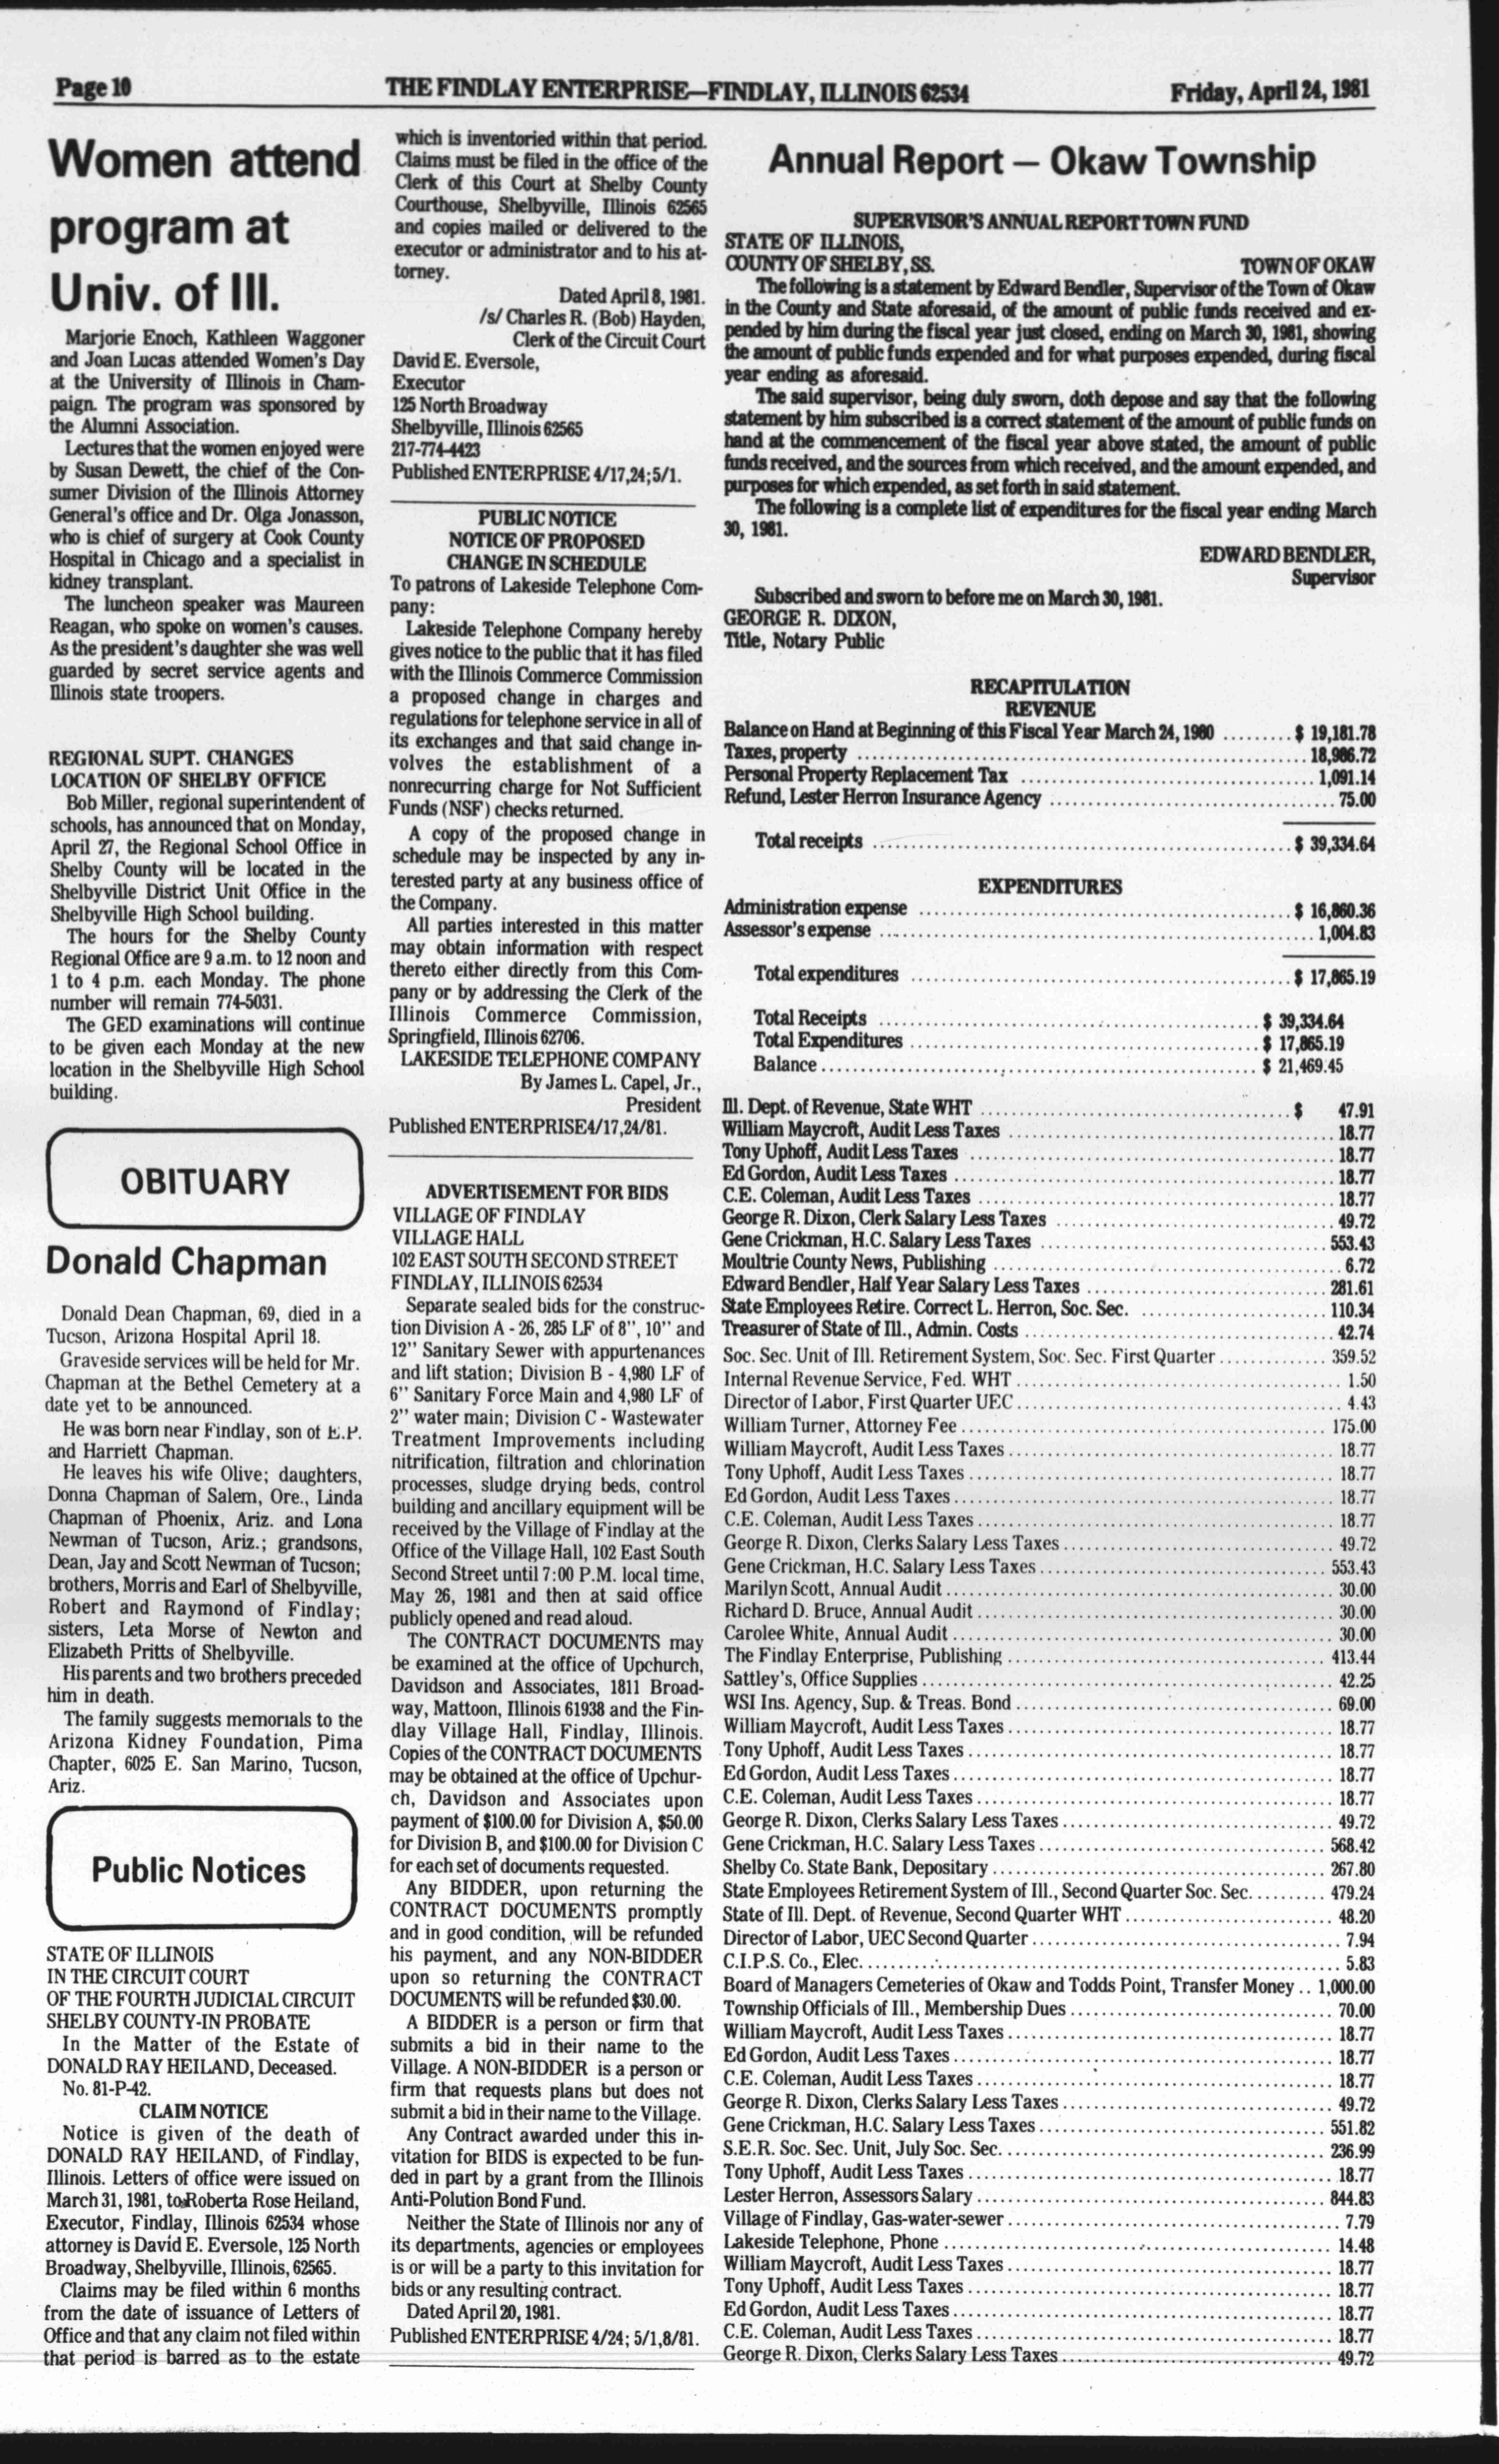 Page 10
THE FINDLAY ENTERPRISE—FINDLAY, ILLINOIS 62534
Friday, April 24, 1981
Women attend
program at
Univ. of Ill.
Marjorie Enoch, Kathleen Waggoner
and Joan Lucas attended Women's Day
at the University of Illinois in Cham-
paign. The program was sponsored by
the Alumni Association.
Lectures that the women enjoyed were
by Susan Dewett, the chief of the Con-
sumer Division of the Illinois Attorney
General's office and Dr. Olga Jonasson,
who is chief of surgery at Cook County
Hospital in Chicago and a specialist in
kidney transplant.
The luncheon speaker was Maureen
Reagan, who spoke on women's causes.
As the president's daughter she was well
guarded by secret service agents and
Illinois state troopers.
REGIONAL SUPT. CHANGES
LOCATION OF SHELBY OFFICE
Bob Miller, regional superintendent of
schools, has announced that on Monday,
April 27, the Regional School Office in
Shelby County will be located in the
Shelbyville District Unit Office in the
Shelbyville High School building.
The hours for the Shelby County
Regional Office are 9 a.m. to 12 noon and
1 to 4 p.m. each Monday. The phone
number will remain 774-5031.
The GED examinations will continue
to be given each Monday at the new
location in the Shelbyville High School
building.
OBITUARY
Donald Chapman
Donald Dean Chapman, 69, died in a
Tucson, Arizona Hospital April 18.
Graveside services will be held for Mr.
Chapman at the Bethel Cemetery at a
date yet to be announced.
He was born near Findlay, son of E.P.
and Harriett Chapman.
He leaves his wife Olive; daughters,
Donna Chapman of Salem, Ore., Linda
Chapman of Phoenix, Ariz. and Lona
Newman of Tucson, Ariz.; grandsons,
Dean, Jay and Scott Newman of Tucson;
brothers, Morris and Earl of Shelbyville,
Robert and Raymond of Findlay;
sisters, Leta Morse of Newton and
Elizabeth Pritts of Shelbyville.
His parents and two brothers preceded
him in death.
The family suggests memorials to the
Arizona Kidney Foundation, Pima
Chapter, 6025 E. San Marino, Tucson,
Ariz.
Public Notices
STATE OF ILLINOIS
IN THE CIRCUIT COURT
OF THE FOURTH JUDICIAL CIRCUIT
SHELBY COUNTY-IN PROBATE
In the Matter of the Estate of
DONALD RAY HEILAND, Deceased.
No. 81-P-42.
CLAIM NOTICE
Notice is given of the death of
DONALD RAY HEILAND, of Findlay,
Illinois. Letters of office were issued on
March 31, 1981, to Roberta Rose Heiland,
Executor, Findlay, Illinois 62534 whose
attorney is David E. Eversole, 125 North
Broadway, Shelbyville, Illinois, 62565.
Claims may be filed within 6 months
from the date of issuance of Letters of
Office and that any claim not filed within
that period is barred as to the estate
which is inventoried within that period.
Claims must be filed in the office of the
Clerk of this Court at Shelby County
Courthouse, Shelbyville, Illinois 62565
and copies mailed or delivered to the
executor or administrator and to his at-
torney.
Dated April 8, 1981.
/s/ Charles R. (Bob) Hayden,
Clerk of the Circuit Court
David E. Eversole,
Executor
125 North Broadway
Shelbyville, Illinois 62565
217-774-4423
Published ENTERPRISE 4/17,24;5/1.
PUBLIC NOTICE
NOTICE OF PROPOSED
CHANGE IN SCHEDULE
To patrons of Lakeside Telephone Com-
pany:
Lakeside Telephone Company hereby
gives notice to the public that it has filed
with the Illinois Commerce Commission
a proposed change in charges and
regulations for telephone service in all of
its exchanges and that said change in-
volves the establishment of a
nonrecurring charge for Not Sufficient
Funds (NSF) checks returned.
A copy of the proposed change in
schedule may be inspected by any in-
terested party at any business office of
the Company.
All parties interested in this matter
may obtain information with respect
thereto either directly from this Com-
pany or by addressing the Clerk of the
Illinois Commerce Commission,
Springfield, Illinois 62706.
LAKESIDE TELEPHONE COMPANY
By James L. Capel, Jr.,
President
Published ENTERPRISE4/17,24/81.
ADVERTISEMENT FOR BIDS
VILLAGE OF FINDLAY
VILLAGE HALL
102 EAST SOUTH SECOND STREET
FINDLAY, ILLINOIS 62534
Separate sealed bids for the construc-
tion Division A - 26, 285 LF of 8", 10" and
12" Sanitary Sewer with appurtenances
and lift station; Division B - 4,980 LF of
6" Sanitary Force Main and 4,980 LF of
2" water main; Division C - Wastewater
Treatment Improvements including
nitrification, filtration and chlorination
processes, sludge drying beds, control
building and ancillary equipment will be
received by the Village of Findlay at the
Office of the Village Hall, 102 East South
Second Street until 7:00 P.M. local time,
May 26, 1981 and then at said office
publicly opened and read aloud.
The CONTRACT DOCUMENTS may
be examined at the office of Upchurch,
Davidson and Associates, 1811 Broad-
way, Mattoon, Illinois 61938 and the Fin-
dlay Village Hall, Findlay, Illinois.
Copies of the CONTRACT DOCUMENTS
may be obtained at the office of Upchur-
ch, Davidson and Associates upon
payment of $100.00 for Division A, $50.00
for Division B, and $100.00 for Division C
for each set of documents requested.
Any BIDDER, upon returning the
CONTRACT DOCUMENTS promptly
and in good condition, will be refunded
his payment, and any NON-BIDDER
upon so returning the CONTRACT
DOCUMENTS will be refunded $30.00.
A BIDDER is a person or firm that
submits a bid in their name to the
Village. A NON-BIDDER is a person or
firm that requests plans but does not
submit a bid in their name to the Village.
Any Contract awarded under this in-
vitation for BIDS is expected to be fun-
ded in part by a grant from the Illinois
Anti-Polution Bond Fund.
Neither the State of Illinois nor any of
its departments, agencies or employees
is or will be a party to this invitation for
bids or any resulting contract.
Dated April 20, 1981.
Published ENTERPRISE 4/24; 5/1,8/81.
Annual Report — Okaw Township
SUPERVISOR'S ANNUAL REPORT TOWN FUND
STATE OF ILLINOIS,
COUNTY OF SHELBY, SS. TOWN OF OKAW
The following is a statement by Edward Bendler, Supervisor of the Town of Okaw
in the County and State aforesaid, of the amount of public funds received and ex-
pended by him during the fiscal year just closed, ending on March 30, 1981, showing
the amount of public funds expended and for what purposes expended, during fiscal
year ending as aforesaid.
The said supervisor, being duly sworn, doth depose and say that the following
statement by him subscribed is a correct statement of the amount of public funds on
hand at the commencement of the fiscal year above stated, the amount of public
funds received, and the sources from which received, and the amount expended, and
purposes for which expended, as set forth in said statement.
The following is a complete list of expenditures for the fiscal year ending March
30, 1981.
EDWARD BENDLER,
Supervisor
Subscribed and sworn to before me on March 30, 1981.
GEORGE R. DIXON,
Title, Notary Public
RECAPITULATION
REVENUE
Balance on Hand at Beginning of this Fiscal Year March 24, 1980 ......... $ 19,181.78
Taxes, property ......... 18,986.72
Personal Property Replacement Tax ......... 1,091.14
Refund, Lester Herron Insurance Agency ......... 75.00
Total receipts ......... $ 39,334.64
EXPENDITURES
Administration expense ......... $ 16,860.36
Assessor's expense ......... 1,004.83
Total expenditures ......... $ 17,865.19
Total Receipts ......... $ 39,334.64
Total Expenditures ......... $ 17,865.19
Balance ......... $ 21,469.45
Ill. Dept. of Revenue, State WHT ......... $ 47.91
William Maycroft, Audit Less Taxes ......... 18.77
Tony Uphoff, Audit Less Taxes ......... 18.77
Ed Gordon, Audit Less Taxes ......... 18.77
C.E. Coleman, Audit Less Taxes ......... 18.77
George R. Dixon, Clerk Salary Less Taxes ......... 49.72
Gene Crickman, H.C. Salary Less Taxes ......... 553.43
Moultrie County News, Publishing ......... 6.72
Edward Bendler, Half Year Salary Less Taxes ......... 281.61
State Employees Retire. Correct L. Herron, Soc. Sec. ......... 110.34
Treasurer of State of Ill., Admin. Costs ......... 42.74
Soc. Sec. Unit of Ill. Retirement System, Soc. Sec. First Quarter ......... 359.52
Internal Revenue Service, Fed. WHT ......... 1.50
Director of Labor, First Quarter UEC ......... 4.43
William Turner, Attorney Fee ......... 175.00
William Maycroft, Audit Less Taxes ......... 18.77
Tony Uphoff, Audit Less Taxes ......... 18.77
Ed Gordon, Audit Less Taxes ......... 18.77
C.E. Coleman, Audit Less Taxes ......... 18.77
George R. Dixon, Clerks Salary Less Taxes ......... 49.72
Gene Crickman, H.C. Salary Less Taxes ......... 553.43
Marilyn Scott, Annual Audit ......... 30.00
Richard D. Bruce, Annual Audit ......... 30.00
Carolee White, Annual Audit ......... 30.00
The Findlay Enterprise, Publishing ......... 413.44
Sattley's, Office Supplies ......... 42.25
WSI Ins. Agency, Sup. & Treas. Bond ......... 69.00
William Maycroft, Audit Less Taxes ......... 18.77
Tony Uphoff, Audit Less Taxes ......... 18.77
Ed Gordon, Audit Less Taxes ......... 18.77
C.E. Coleman, Audit Less Taxes ......... 18.77
George R. Dixon, Clerks Salary Less Taxes ......... 49.72
Gene Crickman, H.C. Salary Less Taxes ......... 568.42
Shelby Co. State Bank, Depositary ......... 267.80
State Employees Retirement System of Ill., Second Quarter Soc. Sec. ......... 479.24
State of Ill. Dept. of Revenue, Second Quarter WHT ......... 48.20
Director of Labor, UEC Second Quarter ......... 7.94
C.I.P.S. Co., Elec. ......... 5.83
Board of Managers Cemeteries of Okaw and Todds Point, Transfer Money .. 1,000.00
Township Officials of Ill., Membership Dues ......... 70.00
William Maycroft, Audit Less Taxes ......... 18.77
Ed Gordon, Audit Less Taxes ......... 18.77
C.E. Coleman, Audit Less Taxes ......... 18.77
George R. Dixon, Clerks Salary Less Taxes ......... 49.72
Gene Crickman, H.C. Salary Less Taxes ......... 551.82
S.E.R. Soc. Sec. Unit, July Soc. Sec. ......... 236.99
Tony Uphoff, Audit Less Taxes ......... 18.77
Lester Herron, Assessors Salary ......... 844.83
Village of Findlay, Gas-water-sewer ......... 7.79
Lakeside Telephone, Phone ......... 14.48
William Maycroft, Audit Less Taxes ......... 18.77
Tony Uphoff, Audit Less Taxes ......... 18.77
Ed Gordon, Audit Less Taxes ......... 18.77
C.E. Coleman, Audit Less Taxes ......... 18.77
George R. Dixon, Clerks Salary Less Taxes ......... 49.72